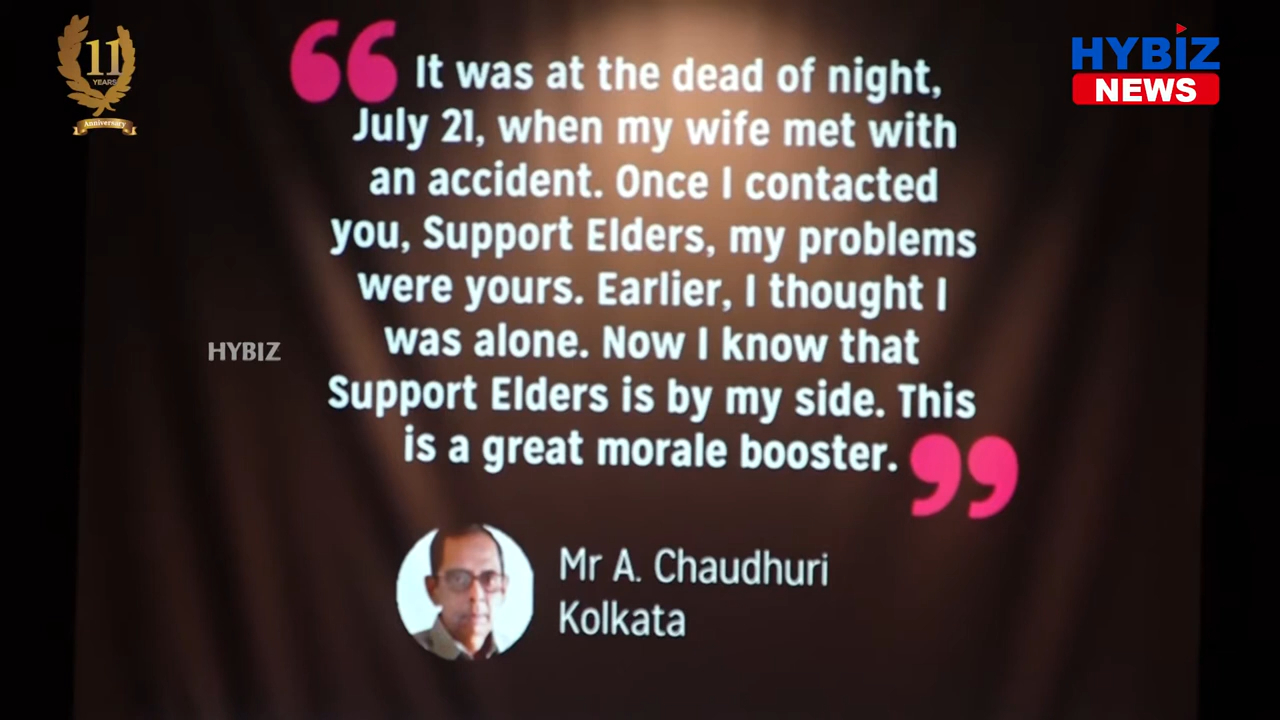 11
YEARS
Anniversary
HYBIZ
NEWS
It was at the dead of night,
July 21, when my wife met with
an accident. Once I contacted
you, Support Elders, my problems
were yours. Earlier, I thought I
was alone. Now I know that
Support Elders is by my side. This
is a great morale booster.
HYBIZ
Mr A. Chaudhuri
Kolkata